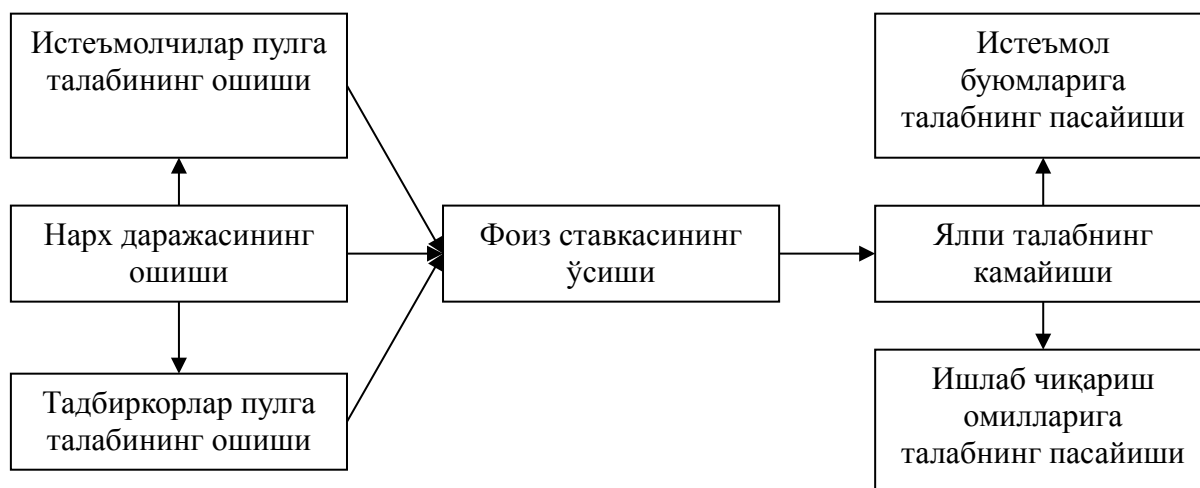 Истеъмолчилар пулга
талабининг ошиши
Истеъмол
буюмларига
талабнинг пасайиши
Нарх даражасининг
ошиши
Фоиз ставкасининг
ўсиши
Ялпи талабнинг
камайиши
Тадбиркорлар пулга
талабининг ошиши
Ишлаб чиқариш
омилларига
талабнинг пасайиши